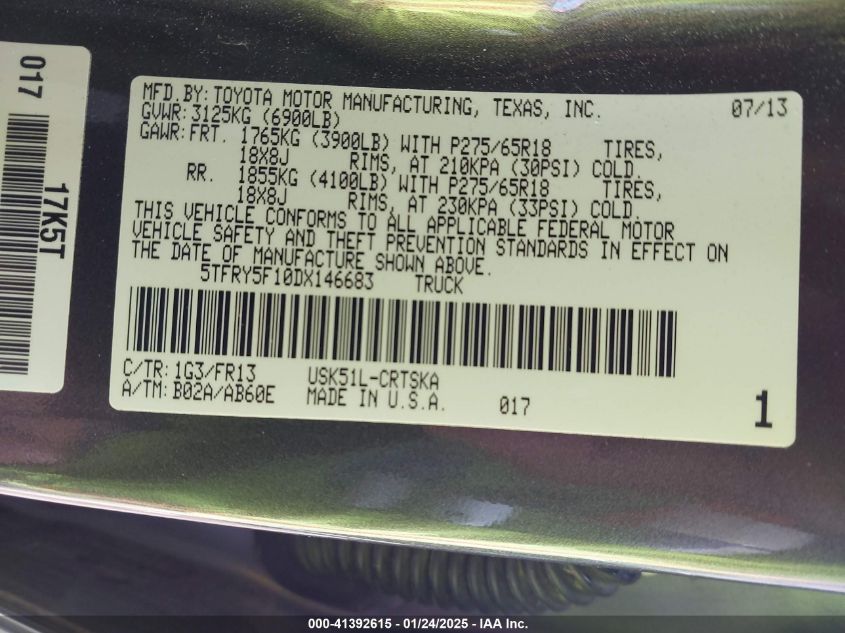 017
17K5T
MFD.BY: TOYOTA MOTOR MANUFACTURING, TEXAS, INC. 07/13
GVWR: 3125KG (6900LB)
GAWR: FRT. 1765KG (3900LB) WITH P275/65R18 TIRES,
18X8J RIMS, AT 210KPA (30PSI) COLD.
RR. 1855KG (4100LB) WITH P275/65R18 TIRES,
18X8J RIMS, AT 230KPA (33PSI) COLD.
THIS VEHICLE CONFORMS TO ALL APPLICABLE FEDERAL MOTOR
VEHICLE SAFETY AND THEFT PREVENTION STANDARDS IN EFFECT ON
THE DATE OF MANUFACTURE SHOWN ABOVE.
5TFRY5F10DX146683 TRUCK
C/TR: 1G3/FR13 USK51L-CRTSKA
A/TM: B02A/AB60E MADE IN U.S.A. 017 1
000-41392615 - 01/24/2025 - IAA Inc.